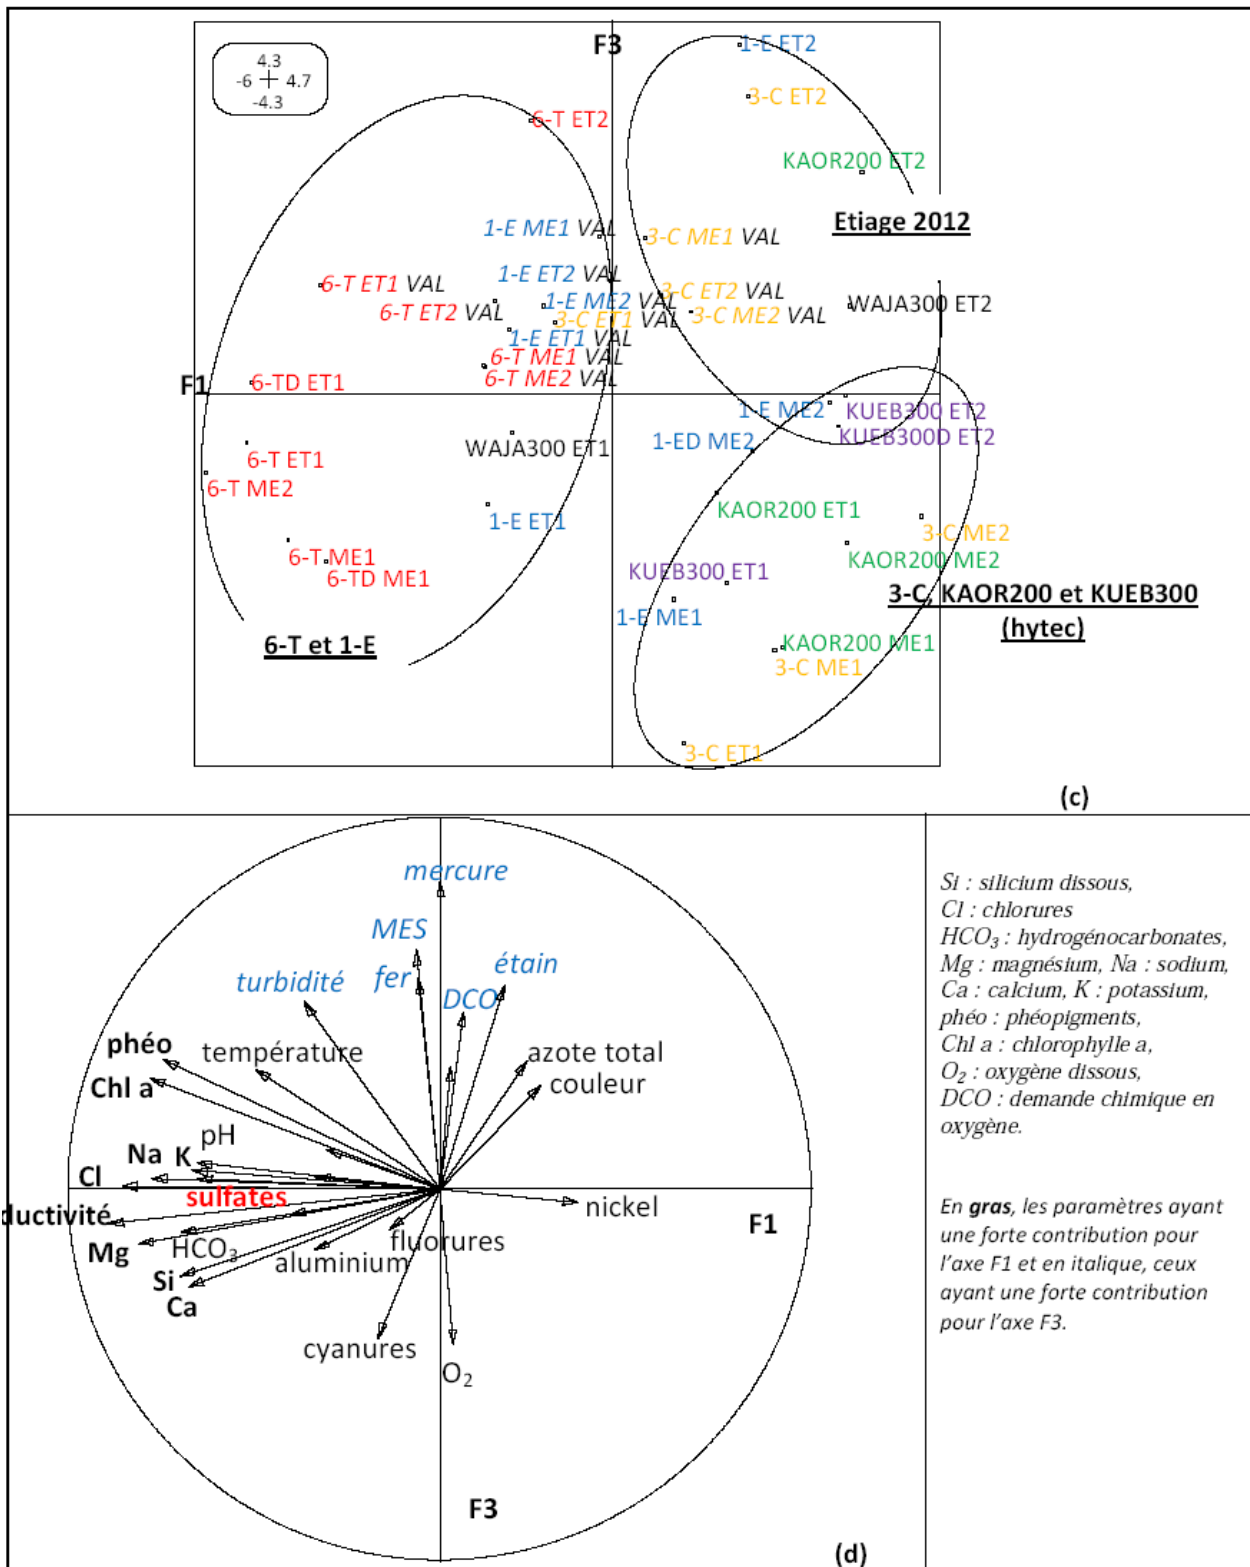 F3
4.3
-6 4.7
-4.3
1-E ET2
3-C ET2
6-T ET2
KAOR200 ET2
Etiage 2012
1-E ME1 VAL
3-C ME1 VAL
1-E ET2 VAL
6-T ET1 VAL
3-C ET2 VAL
1-E ME2 VAL
WAJA300 ET2
6-T ET2 VAL
3-C ET1 VAL
3-C ME2 VAL
1-E ET1 VAL
6-T ME1 VAL
6-T ME2 VAL
F1
6-TD ET1
1-E ME2
KUEB300 ET2
KUEB300D ET2
WAJA300 ET1
1-ED ME2
6-T ET1
6-T ME2
KAOR200 ET1
1-E ET1
3-C ME2
6-T ME1
KAOR200 ME2
6-TD ME1
KUEB300 ET1
3-C, KAOR200 et KUEB300
(hytec)
1-E ME1
6-T et 1-E
KAOR200 ME1
3-C ME1
3-C ET1
(c)
mercure
MES
fer
étain
turbidité
DCO
phéo
température
azote total
Chl a
couleur
pH
Na
K
Cl
sulfates
ductivité
nickel
F1
Mg
HCO₃
fluorures
aluminium
Si
Ca
cyanures
O₂
F3
(d)
Si : silicium dissous,
Cl : chlorures
HCO₃ : hydrogénocarbonates,
Mg : magnésium, Na : sodium,
Ca : calcium, K : potassium,
phéo : phéopigments,
Chl a : chlorophylle a,
O₂ : oxygène dissous,
DCO : demande chimique en
oxygène.
En gras, les paramètres ayant
une forte contribution pour
l'axe F1 et en italique, ceux
ayant une forte contribution
pour l'axe F3.